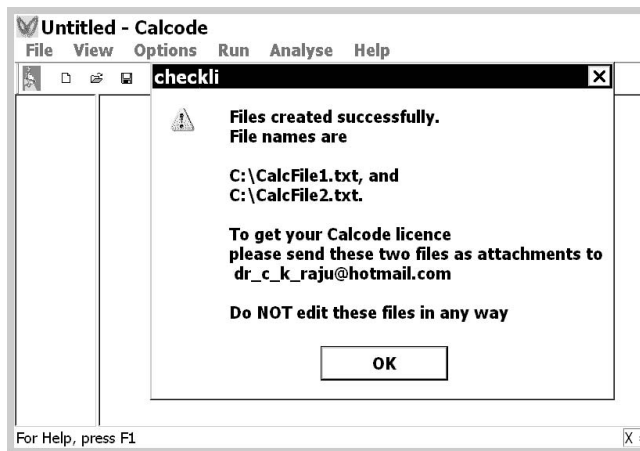 Untitled - Calcode
File View Options Run Analyse Help
checkli
Files created successfully.
File names are
C:\CalcFile1.txt, and
C:\CalcFile2.txt.
To get your Calcode licence
please send these two files as attachments to
dr_c_k_raju@hotmail.com
Do NOT edit these files in any way
OK
For Help, press F1
X